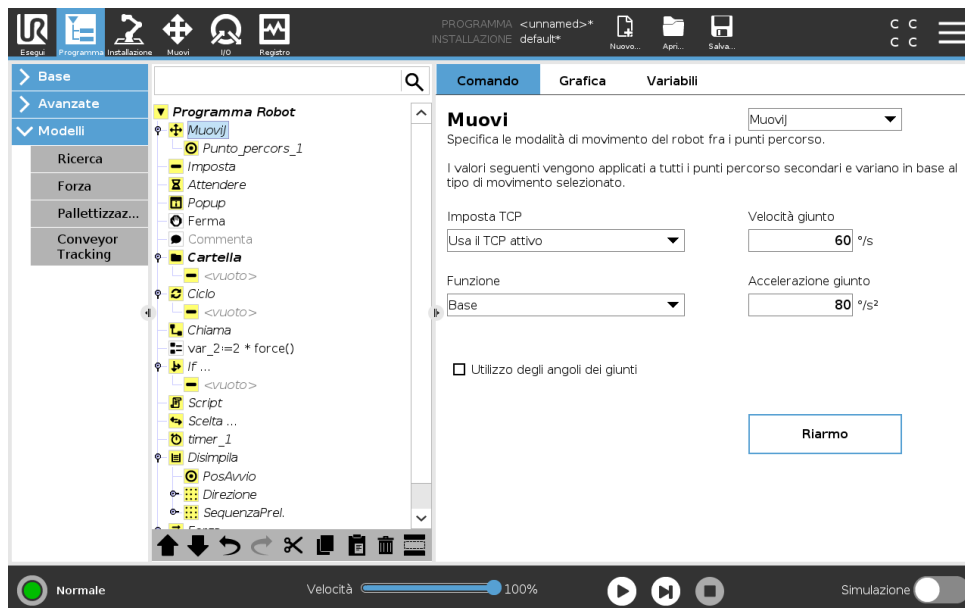 PROGRAMMA <unnamed>*
INSTALLAZIONE default*
Esegui
Programma
Installazione
Muovi
I/O
Registro
Nuovo...
Apri...
Salva...
Base
Avanzate
Modelli
Ricerca
Forza
Pallettizzaz...
Conveyor
Tracking
Programma Robot
MuoviJ
Punto_percors_1
Imposta
Attendere
Popup
Ferma
Commenta
Cartella
<vuoto>
Ciclo
<vuoto>
Chiama
var_2:=2 * force()
If ...
<vuoto>
Script
Scelta ...
timer_1
Disimpila
PosAvvio
Direzione
SequenzaPrel.
Forza
Comando
Grafica
Variabili
Muovi
MuoviJ
Specifica le modalità di movimento del robot fra i punti percorso.
I valori seguenti vengono applicati a tutti i punti percorso secondari e variano in base al
tipo di movimento selezionato.
Imposta TCP
Velocità giunto
Usa il TCP attivo
60 °/s
Funzione
Accelerazione giunto
Base
80 °/s²
Utilizzo degli angoli dei giunti
Riarmo
Normale
Velocità
100%
Simulazione